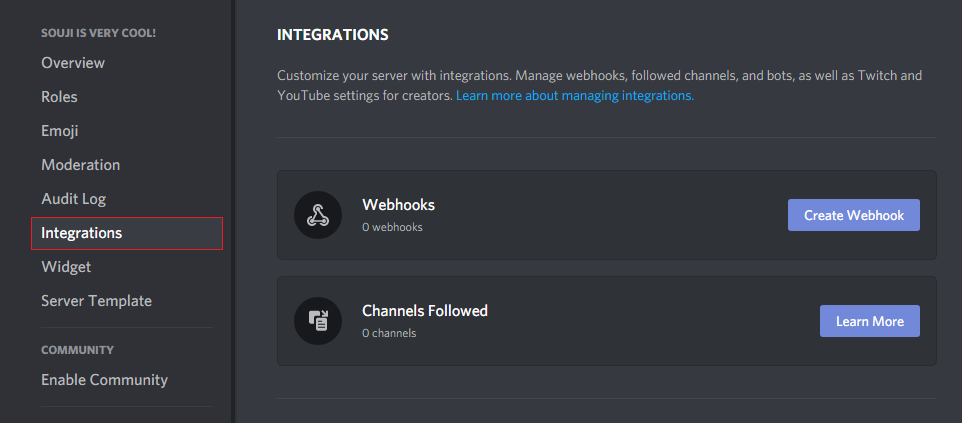 SOUJI IS VERY COOL!
Overview
Roles
Emoji
Moderation
Audit Log
Integrations
Widget
Server Template
COMMUNITY
Enable Community
INTEGRATIONS
Customize your server with integrations. Manage webhooks, followed channels, and bots, as well as Twitch and
YouTube settings for creators. Learn more about managing integrations.
Webhooks
0 webhooks
Create Webhook
Channels Followed
0 channels
Learn More